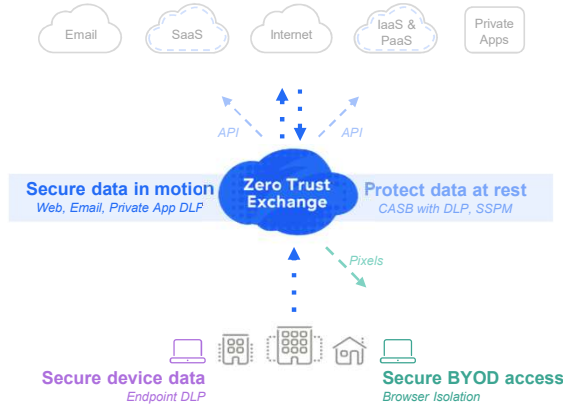 Email
SaaS
Internet
IaaS &
PaaS
Private
Apps
API
API
Secure data in motion
Web, Email, Private App DLP
Zero Trust
Exchange
Protect data at rest
CASB with DLP, SSPM
Pixels
Secure device data
Endpoint DLP
Secure BYOD access
Browser Isolation